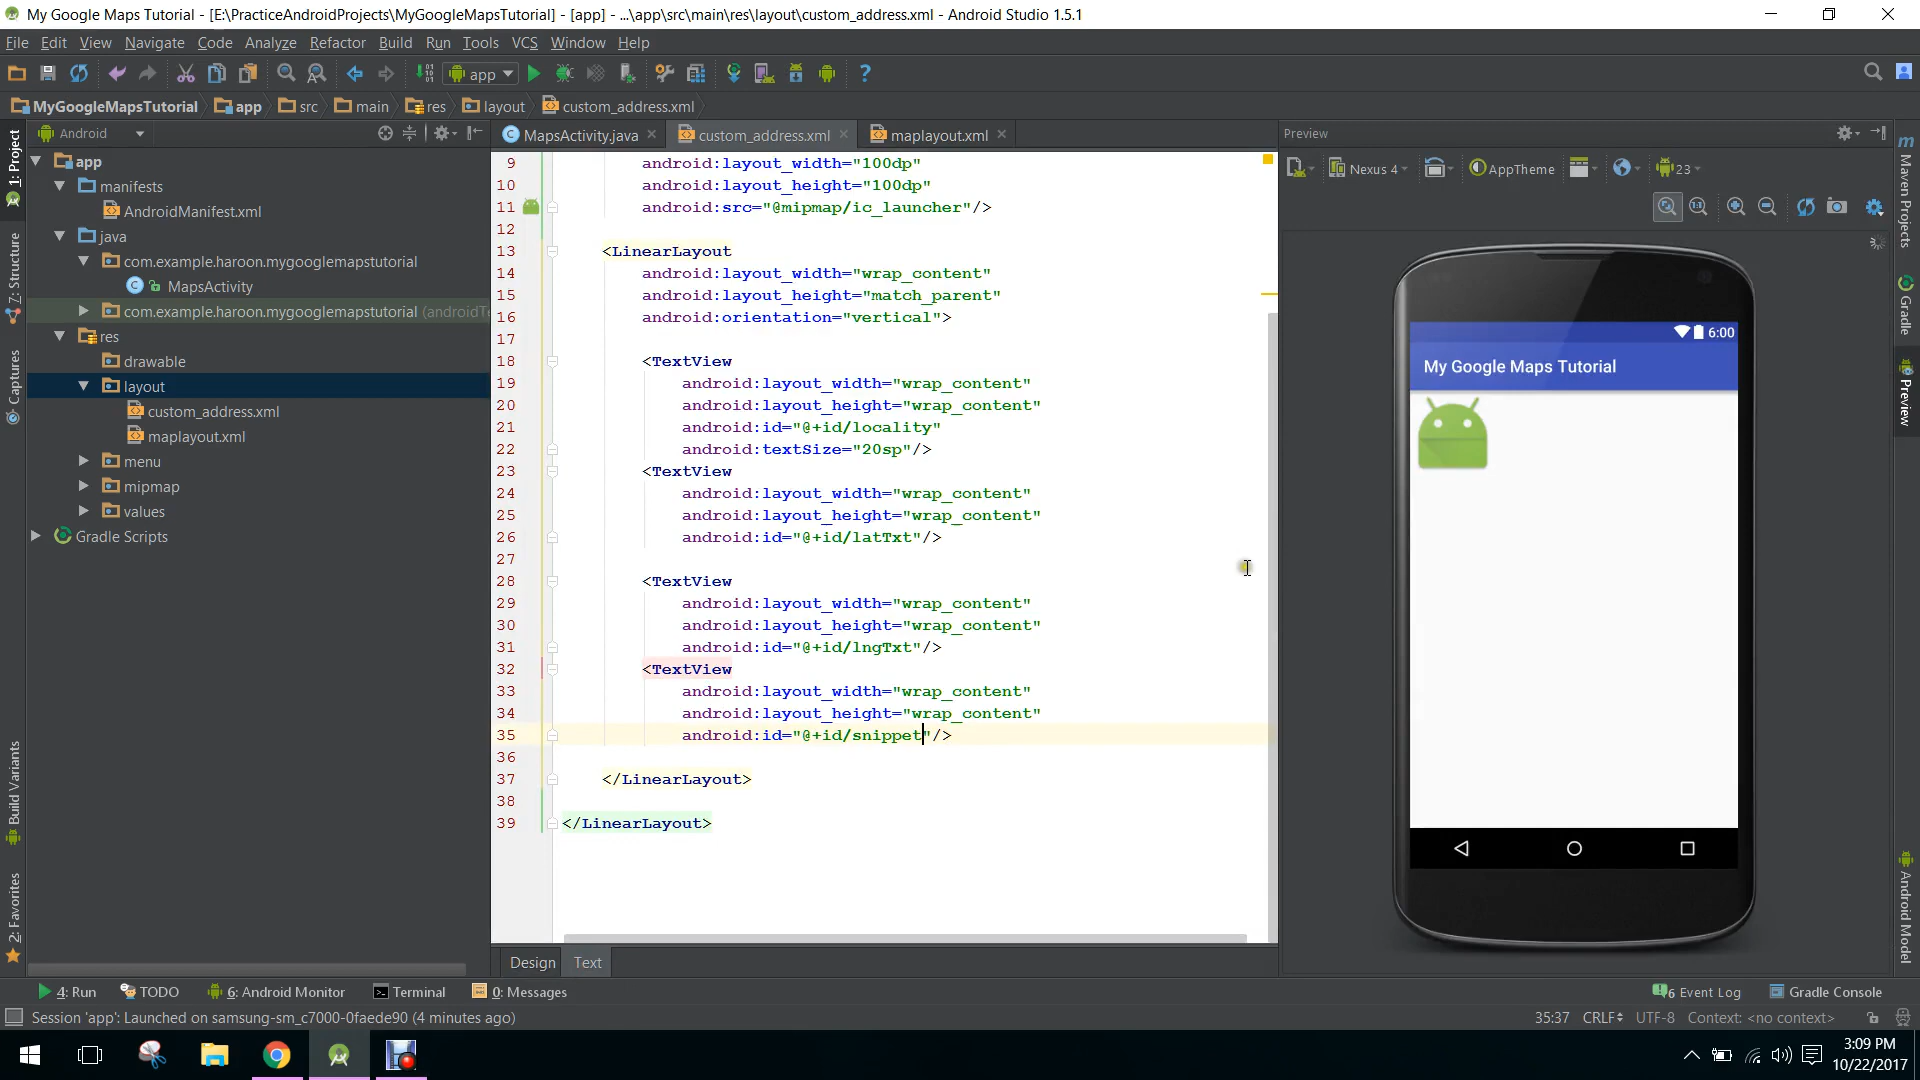 My Google Maps Tutorial - [E:\PracticeAndroidProjects\MyGoogleMapsTutorial] - [app] - ...\app\src\main\res\layout\custom_address.xml - Android Studio 1.5.1
File Edit View Navigate Code Analyze Refactor Build Run Tools VCS Window Help
app
MyGoogleMapsTutorial app src main res layout custom_address.xml
Android
MapsActivity.java custom_address.xml maplayout.xml
Preview
Nexus 4 AppTheme 23
1: Project
7: Structure
Captures
Build Variants
2: Favorites
app
manifests
AndroidManifest.xml
java
com.example.haroon.mygooglemapstutorial
MapsActivity
com.example.haroon.mygooglemapstutorial (androidTe
res
drawable
layout
custom_address.xml
maplayout.xml
menu
mipmap
values
Gradle Scripts
9 android:layout_width="100dp"
10 android:layout_height="100dp"
11 android:src="@mipmap/ic_launcher"/>
12
13 <LinearLayout
14 android:layout_width="wrap_content"
15 android:layout_height="match_parent"
16 android:orientation="vertical">
17
18 <TextView
19 android:layout_width="wrap_content"
20 android:layout_height="wrap_content"
21 android:id="@+id/locality"
22 android:textSize="20sp"/>
23 <TextView
24 android:layout_width="wrap_content"
25 android:layout_height="wrap_content"
26 android:id="@+id/latTxt"/>
27
28 <TextView
29 android:layout_width="wrap_content"
30 android:layout_height="wrap_content"
31 android:id="@+id/lngTxt"/>
32 <TextView
33 android:layout_width="wrap_content"
34 android:layout_height="wrap_content"
35 android:id="@+id/snippet"/>
36
37 </LinearLayout>
38
39 </LinearLayout>
6:00
My Google Maps Tutorial
Maven Projects
Gradle
Preview
Android Model
Design Text
4: Run TODO 6: Android Monitor Terminal 0: Messages
6 Event Log Gradle Console
Session 'app': Launched on samsung-sm_c7000-0faede90 (4 minutes ago)
35:37 CRLF UTF-8 Context: <no context>
3:09 PM
10/22/2017